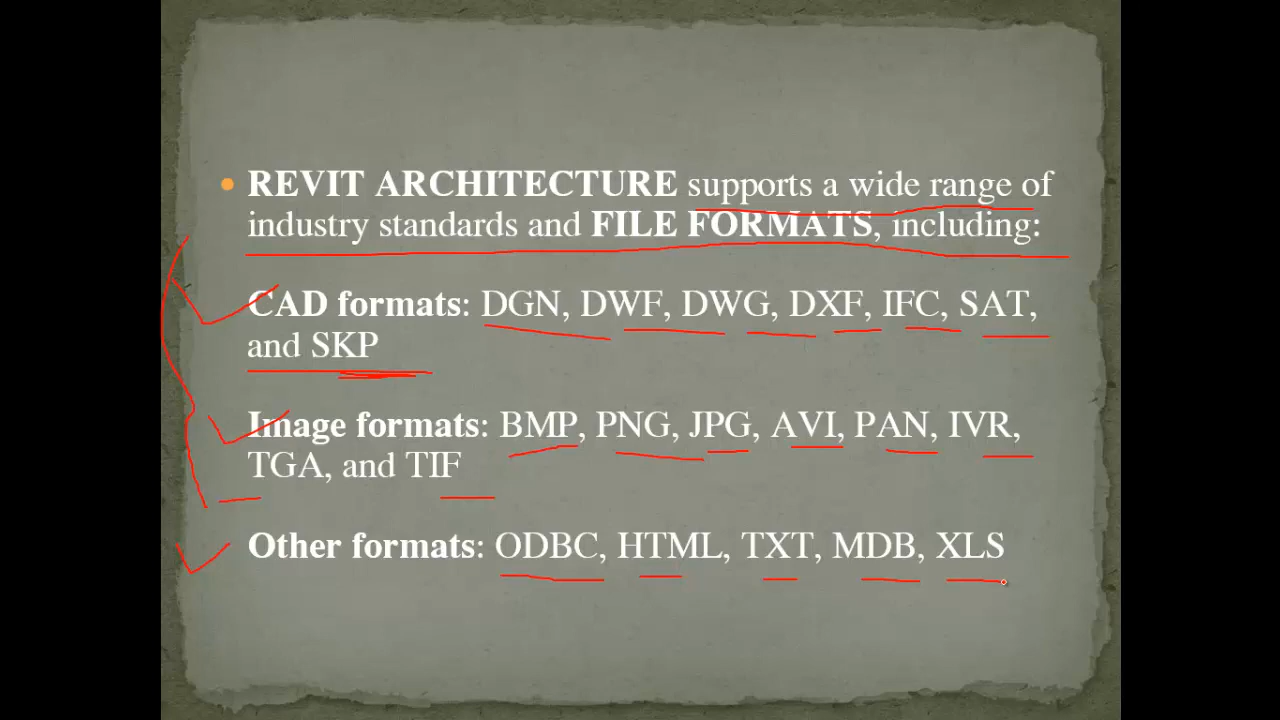 REVIT ARCHITECTURE supports a wide range of
industry standards and FILE FORMATS, including:
CAD formats: DGN, DWF, DWG, DXF, IFC, SAT,
and SKP
Image formats: BMP, PNG, JPG, AVI, PAN, IVR,
TGA, and TIF
Other formats: ODBC, HTML, TXT, MDB, XLS